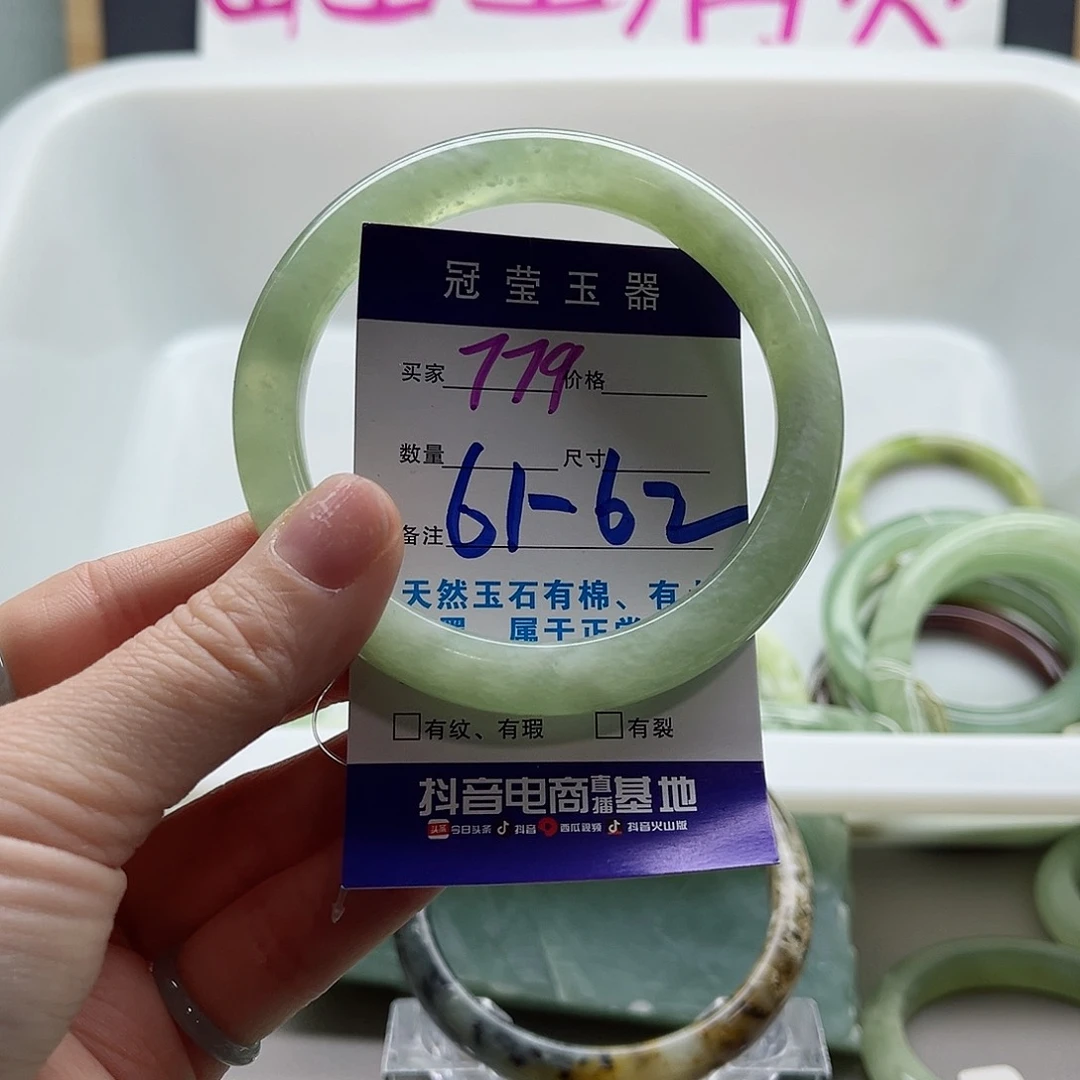 冠莹玉器
买家 779 价格
数量 尺寸
备注 61-62
天然玉石有棉、有
属于正常
有纹、有瑕 有裂
抖音电商直播基地
头条 今日头条 抖音 西瓜视频 抖音火山版